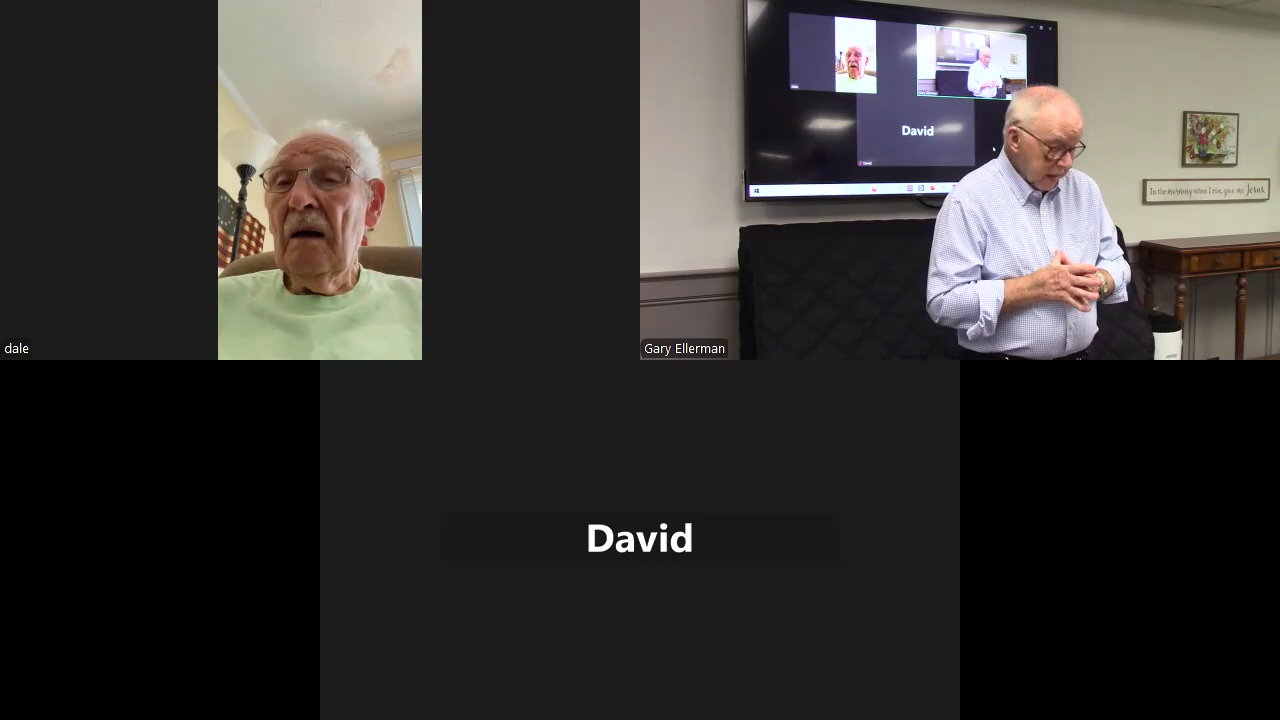 David
In the morning when I rise, give me Jesus
dale
Gary Ellerman
David